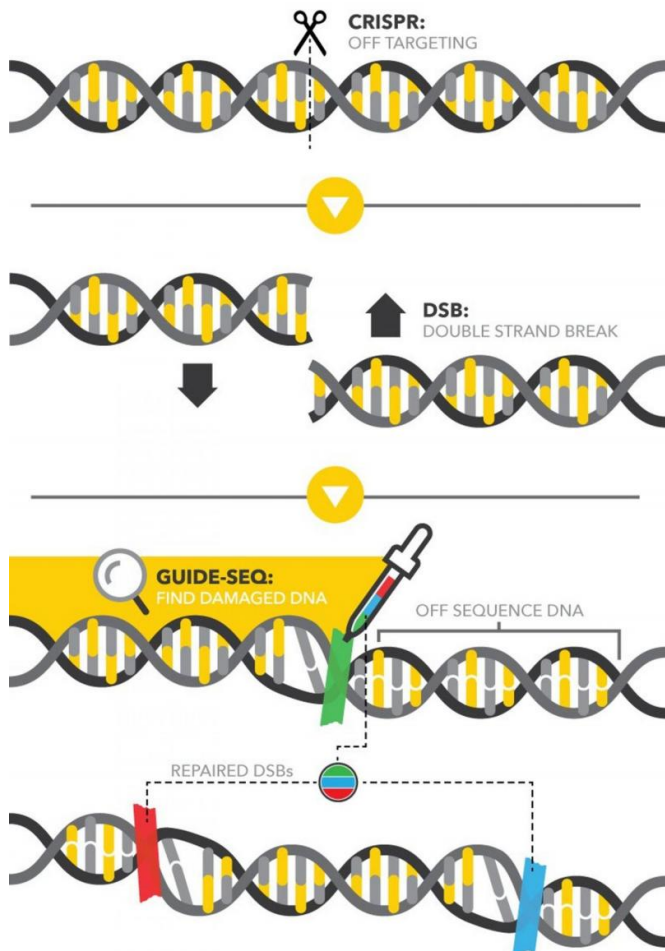 CRISPR:
OFF TARGETING
DSB:
DOUBLE STRAND BREAK
GUIDE-SEQ:
FIND DAMAGED DNA
OFF SEQUENCE DNA
REPAIRED DSBs